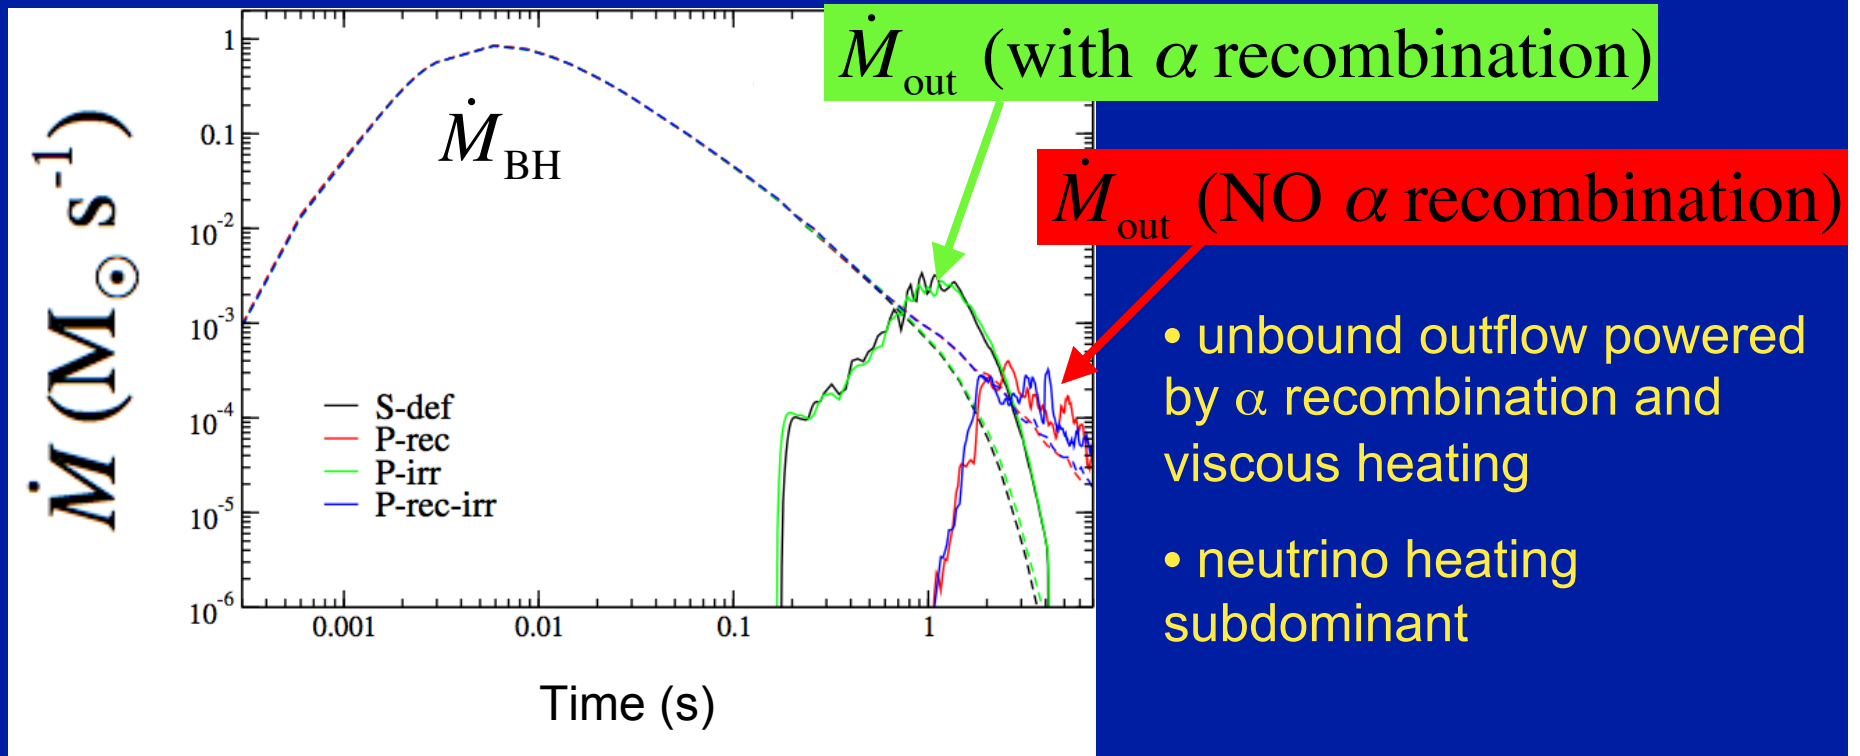 Ṁout (with α recombination)
ṀBH
Ṁout (NO α recombination)
Ṁ (M⊙ s-1)
1
0.1
10-2
10-3
10-4
10-5
10-6
S-def
P-rec
P-irr
P-rec-irr
0.001 0.01 0.1 1
Time (s)
• unbound outflow powered
by α recombination and
viscous heating
• neutrino heating
subdominant